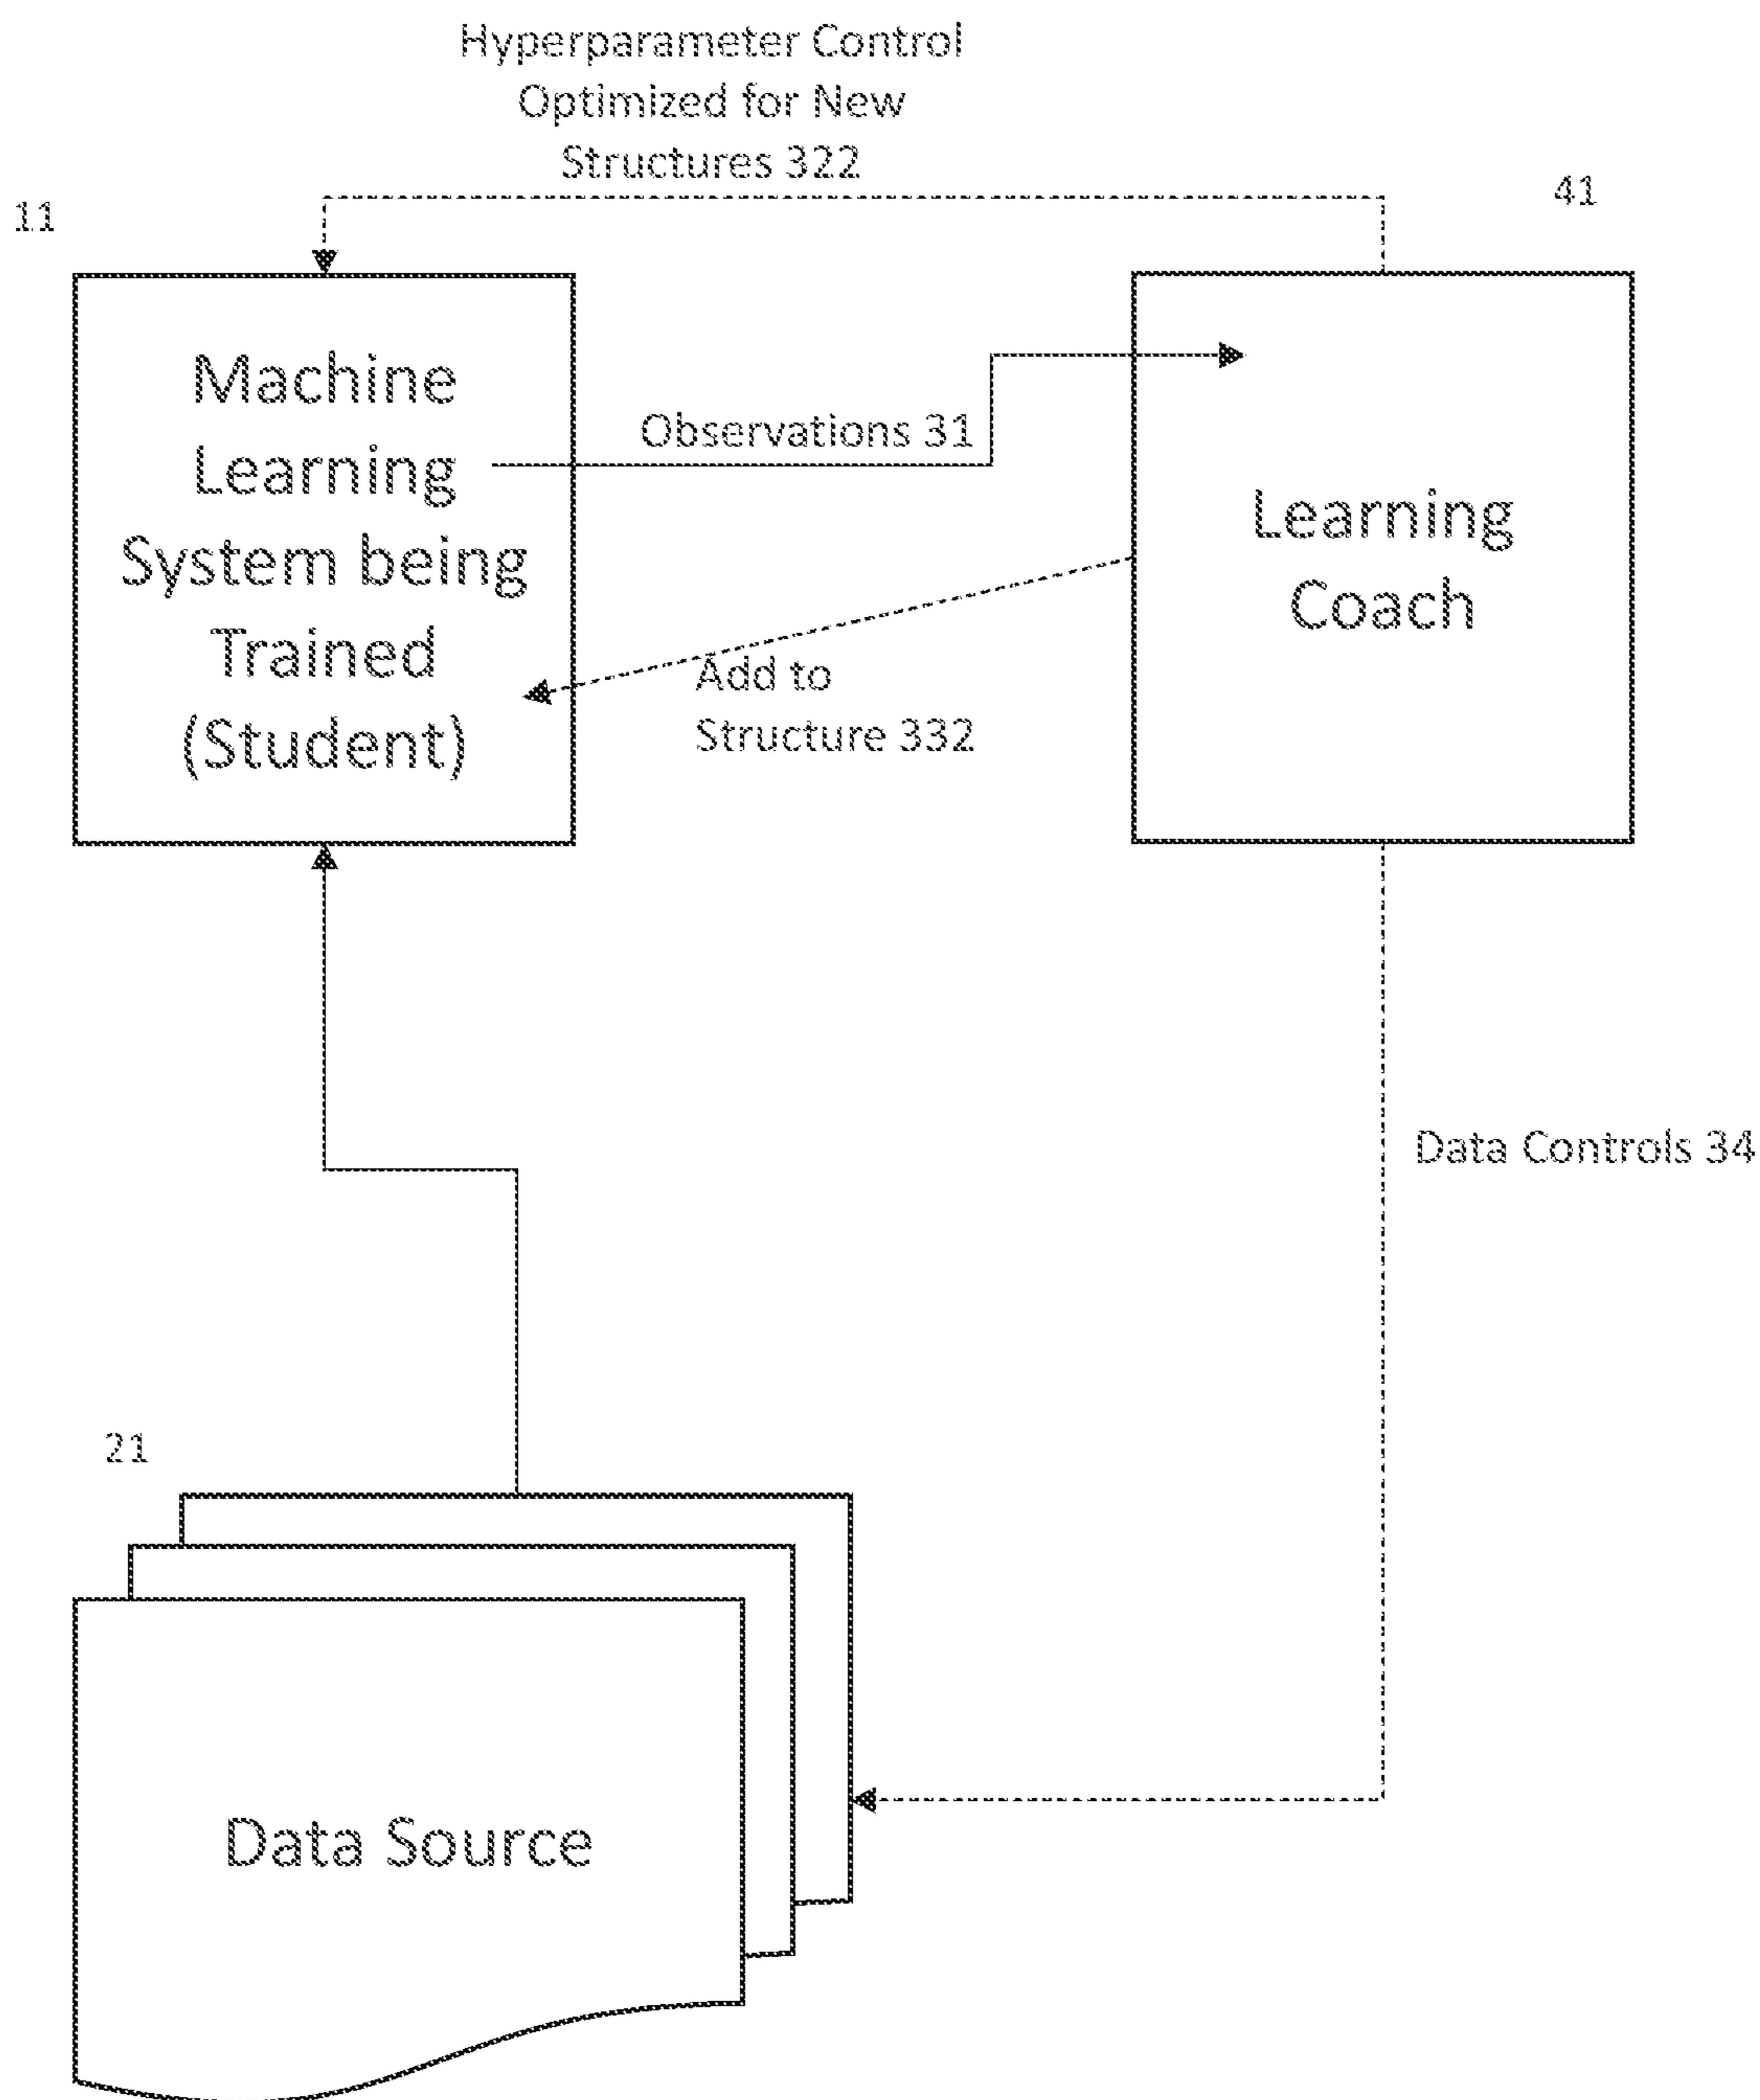 Hyperparameter Control
Optimized for New
Structures 322
11
41
Machine
Learning
System being
Trained
(Student)
Observations 31
Learning
Coach
Add to
Structure 332
Data Controls 34
21
Data Source